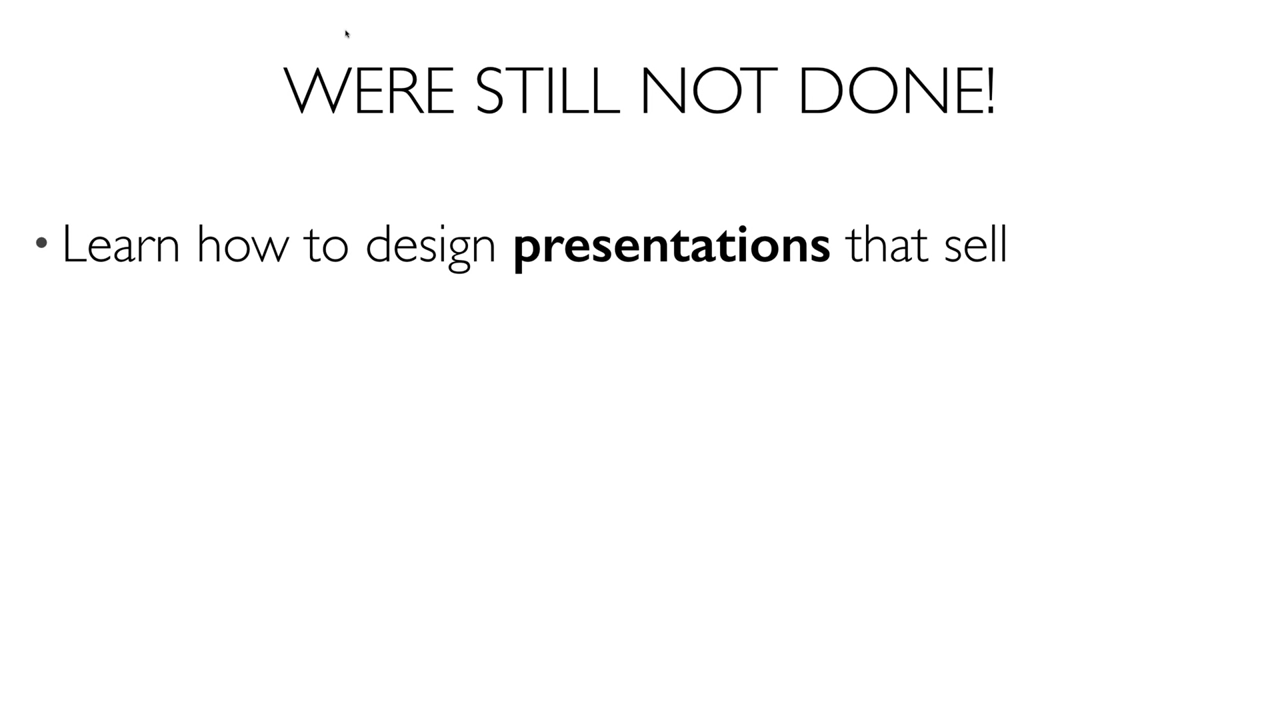 WERE STILL NOT DONE!
• Learn how to design presentations that sell